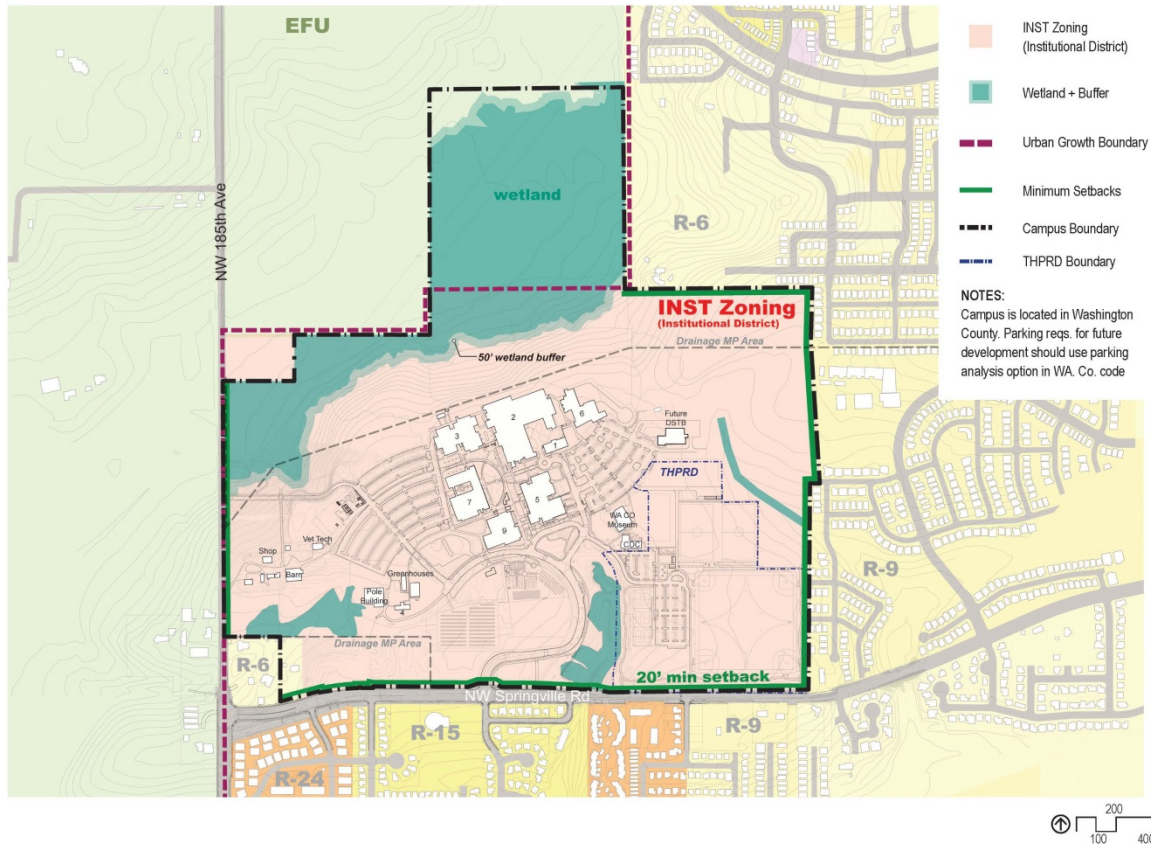 EFU
NW 185th Ave
wetland
R-6
INST Zoning
(Institutional District)
Drainage MP Area
50' wetland buffer
2
6
3
1
Future
DSTB
7
5
THPRD
9
WA CO
Museum
CDC
Vet Tech
Shop
Barn
Greenhouses
Pole
Building
4
R-9
R-6
Drainage MP Area
20' min setback
NW Springville Rd
R-15
R-9
R-24
INST Zoning
(Institutional District)
Wetland + Buffer
Urban Growth Boundary
Minimum Setbacks
Campus Boundary
THPRD Boundary
NOTES:
Campus is located in Washington
County. Parking reqs. for future
development should use parking
analysis option in WA. Co. code
200
100 400